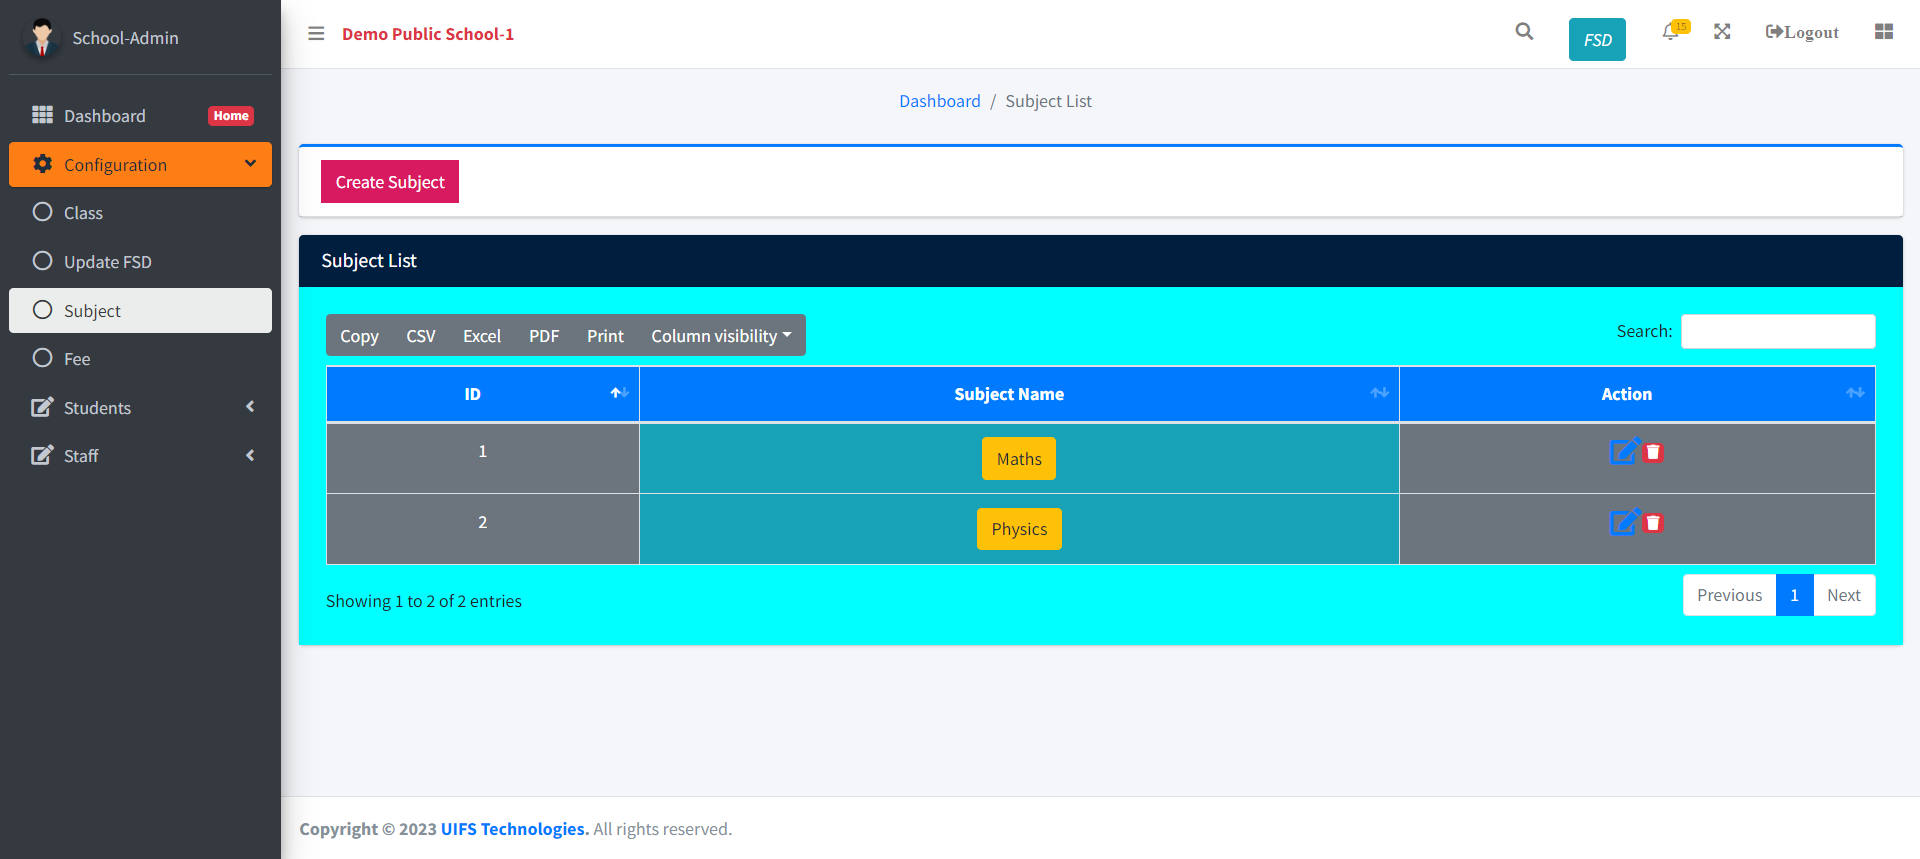 School-Admin
Demo Public School-1
FSD
15
Logout
Dashboard Home
Configuration
Class
Update FSD
Subject
Fee
Students
Staff
Dashboard / Subject List
Create Subject
Subject List
Copy CSV Excel PDF Print Column visibility
Search:
ID Subject Name Action
1 Maths
2 Physics
Showing 1 to 2 of 2 entries
Previous 1 Next
Copyright © 2023 UIFS Technologies. All rights reserved.